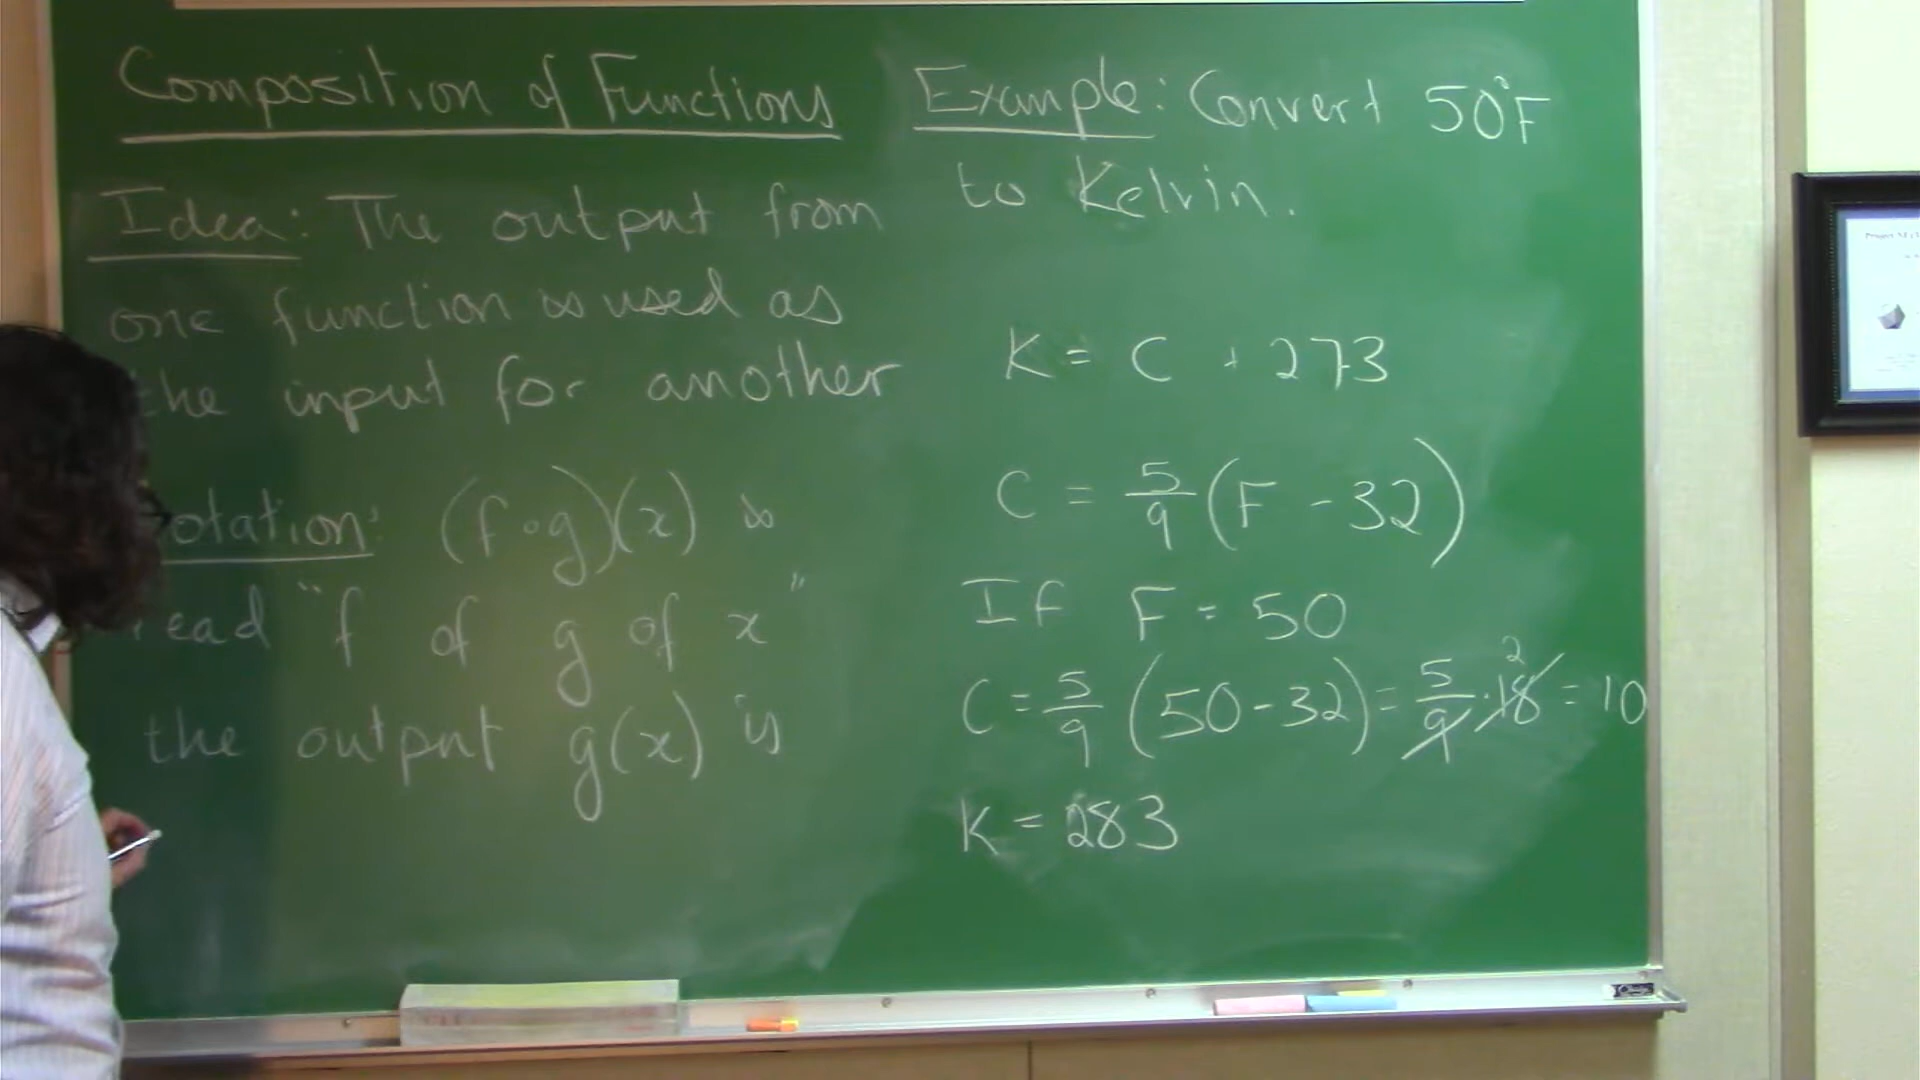 Composition of Functions
Idea: The output from
one function is used as
the input for another
otation: (f∘g)(x) is
read "f of g of x"
the output g(x) is
Example: Convert 50°F
to Kelvin.
K = C + 273
C = 5/9 (F - 32)
If F = 50
C = 5/9 (50 - 32) = 5/9 · 18 2 = 10
K = 283